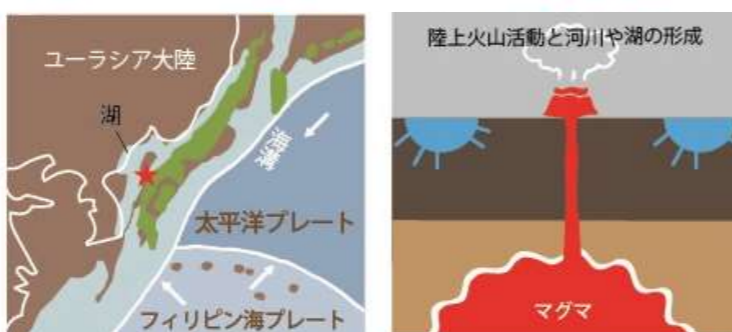 ユーラシア大陸
湖
海溝
太平洋プレート
フィリピン海プレート
陸上火山活動と河川や湖の形成
マグマ